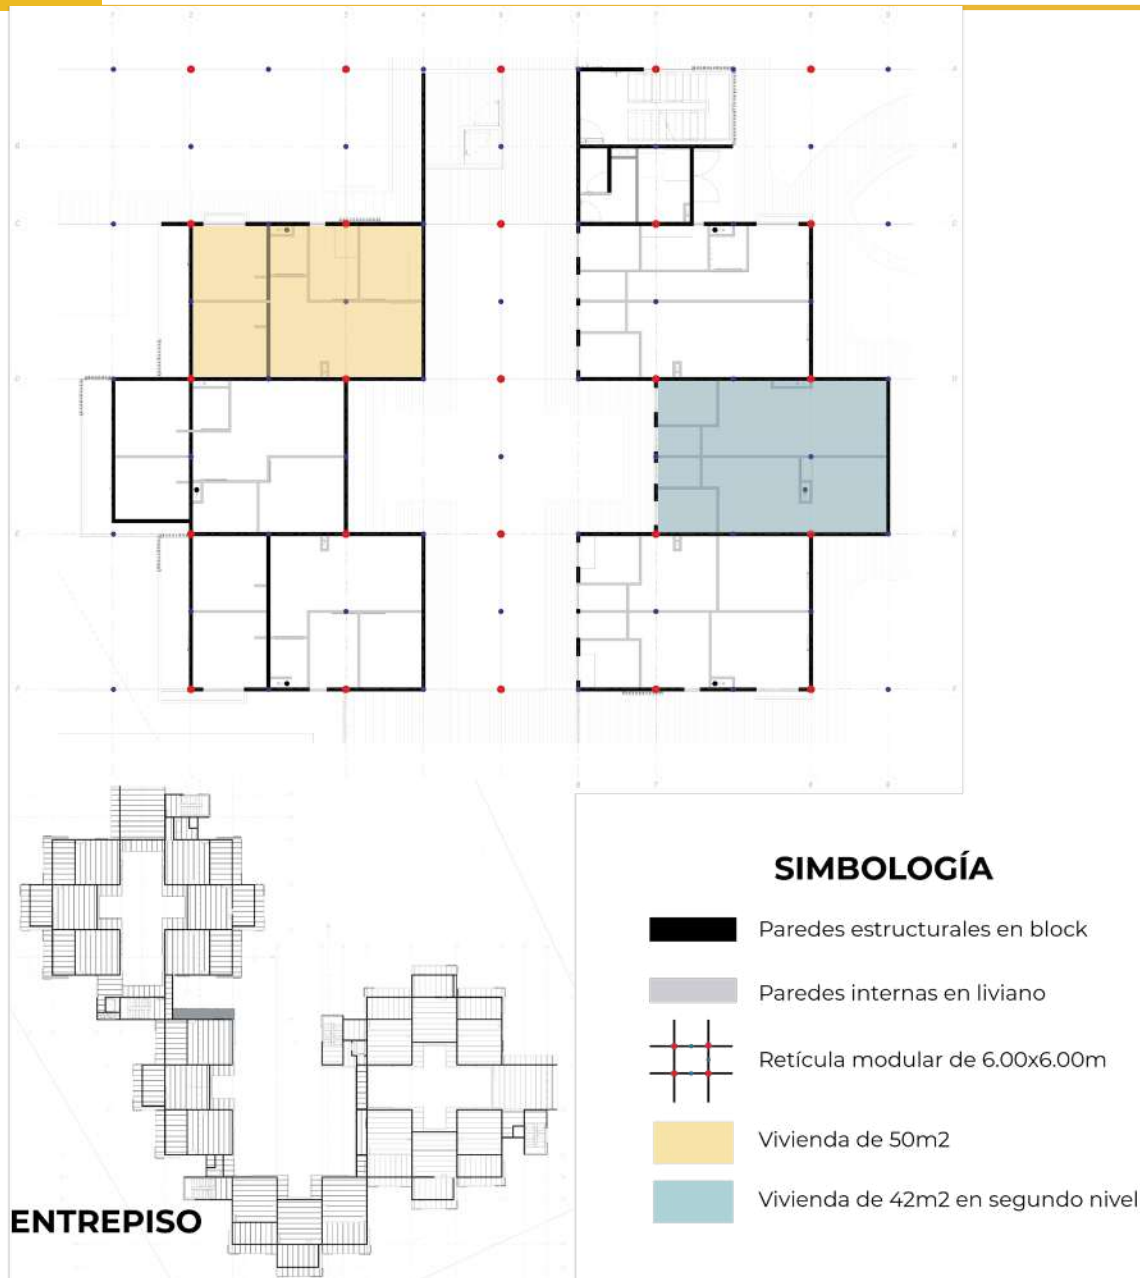 SIMBOLOGÍA
Paredes estructurales en block
Paredes internas en liviano
Retícula modular de 6.00x6.00m
Vivienda de 50m2
Vivienda de 42m2 en segundo nivel
ENTREPISO